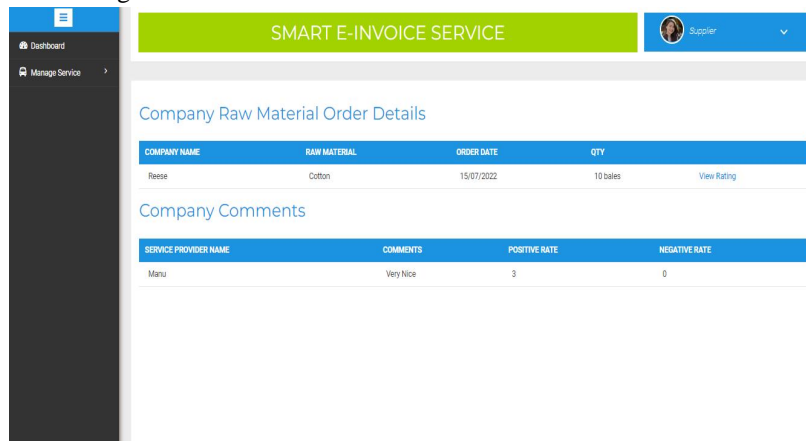 SMART E-INVOICE SERVICE
Supplier
Dashboard
Manage Service
Company Raw Material Order Details
COMPANY NAME RAW MATERIAL ORDER DATE QTY
Reese Cotton 15/07/2022 10 bales View Rating
Company Comments
SERVICE PROVIDER NAME COMMENTS POSITIVE RATE NEGATIVE RATE
Manu Very Nice 3 0